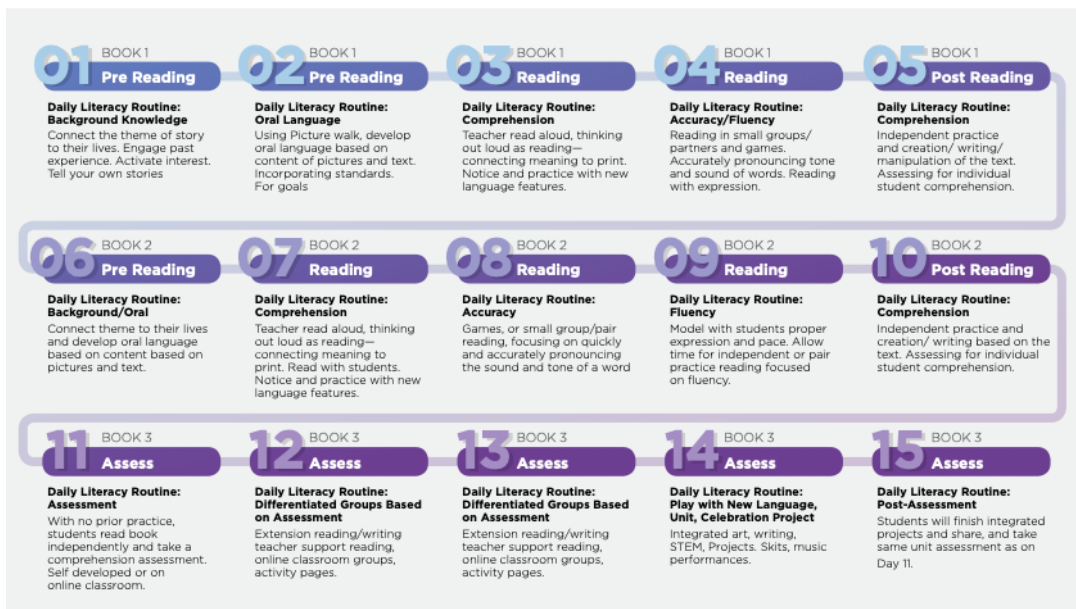 01 BOOK 1
Pre Reading
Daily Literacy Routine:
Background Knowledge
Connect the theme of story
to their lives. Engage past
experience. Activate interest.
Tell your own stories
02 BOOK 1
Pre Reading
Daily Literacy Routine:
Oral Language
Using Picture walk, develop
oral language based on
content of pictures and text.
Incorporating standards.
For goals
03 BOOK 1
Reading
Daily Literacy Routine:
Comprehension
Teacher read aloud, thinking
out loud as reading—
connecting meaning to print.
Notice and practice with new
language features.
04 BOOK 1
Reading
Daily Literacy Routine:
Accuracy/Fluency
Reading in small groups/
partners and games.
Accurately pronouncing tone
and sound of words. Reading
with expression.
05 BOOK 1
Post Reading
Daily Literacy Routine:
Comprehension
Independent practice
and creation/ writing/
manipulation of the text.
Assessing for individual
student comprehension.
06 BOOK 2
Pre Reading
Daily Literacy Routine:
Background/Oral
Connect theme to their lives
and develop oral language
based on content based on
pictures and text.
07 BOOK 2
Reading
Daily Literacy Routine:
Comprehension
Teacher read aloud, thinking
out loud as reading—
connecting meaning to
print. Read with students.
Notice and practice with new
language features.
08 BOOK 2
Reading
Daily Literacy Routine:
Accuracy
Games, or small group/pair
reading, focusing on quickly
and accurately pronouncing
the sound and tone of a word
09 BOOK 2
Reading
Daily Literacy Routine:
Fluency
Model with students proper
expression and pace. Allow
time for independent or pair
practice reading focused
on fluency.
10 BOOK 2
Post Reading
Daily Literacy Routine:
Comprehension
Independent practice and
creation/ writing based on the
text. Assessing for individual
student comprehension.
11 BOOK 3
Assess
Daily Literacy Routine:
Assessment
With no prior practice,
students read book
independently and take a
comprehension assessment.
Self developed or on
online classroom.
12 BOOK 3
Assess
Daily Literacy Routine:
Differentiated Groups Based
on Assessment
Extension reading/writing
teacher support reading,
online classroom groups,
activity pages.
13 BOOK 3
Assess
Daily Literacy Routine:
Differentiated Groups Based
on Assessment
Extension reading/writing
teacher support reading,
online classroom groups,
activity pages.
14 BOOK 3
Assess
Daily Literacy Routine:
Play with New Language,
Unit, Celebration Project
Integrated art, writing,
STEM, Projects. Skits, music
performances.
15 BOOK 3
Assess
Daily Literacy Routine:
Post-Assessment
Students will finish integrated
projects and share, and take
same unit assessment as on
Day 11.